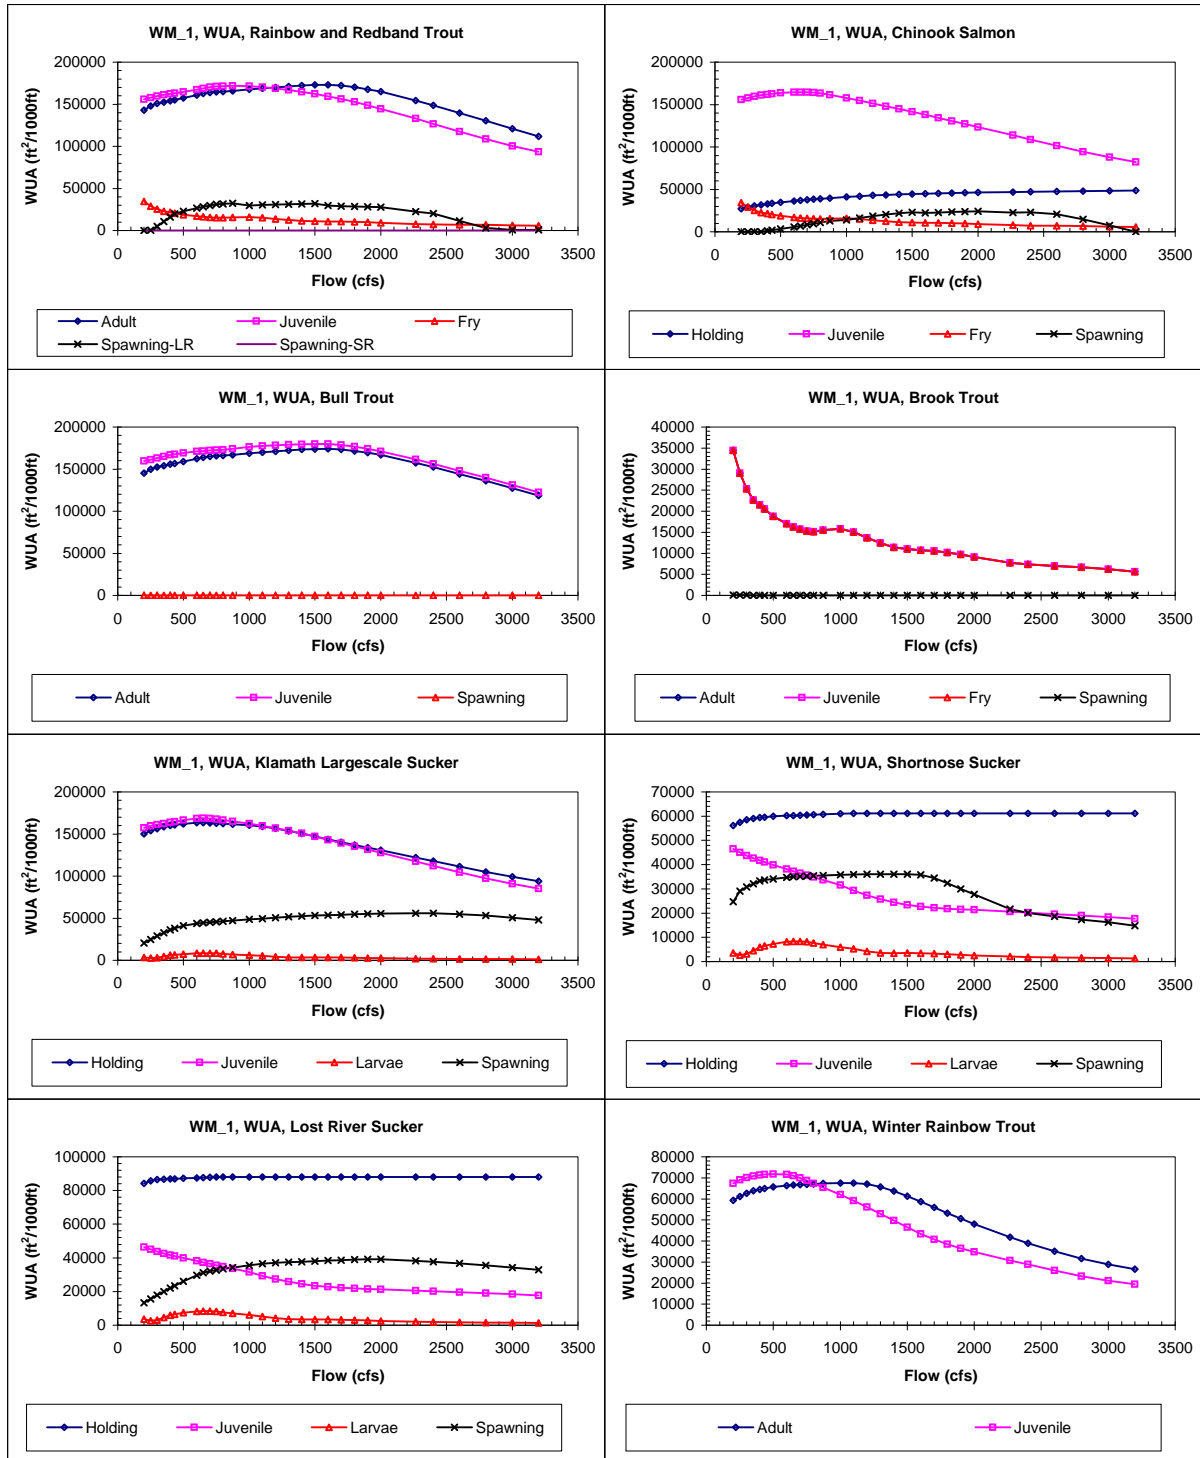 WM_1, WUA, Rainbow and Redband Trout
WUA (ft²/1000ft)
200000
150000
100000
50000
0
0 500 1000 1500 2000 2500 3000 3500
Flow (cfs)
Adult Juvenile Fry
Spawning-LR Spawning-SR
WM_1, WUA, Chinook Salmon
WUA (ft²/1000ft)
200000
150000
100000
50000
0
0 500 1000 1500 2000 2500 3000 3500
Flow (cfs)
Holding Juvenile Fry Spawning
WM_1, WUA, Bull Trout
WUA (ft²/1000ft)
200000
150000
100000
50000
0
0 500 1000 1500 2000 2500 3000 3500
Flow (cfs)
Adult Juvenile Spawning
WM_1, WUA, Brook Trout
WUA (ft²/1000ft)
40000
35000
30000
25000
20000
15000
10000
5000
0
0 500 1000 1500 2000 2500 3000 3500
Flow (cfs)
Adult Juvenile Fry Spawning
WM_1, WUA, Klamath Largescale Sucker
WUA (ft²/1000ft)
200000
150000
100000
50000
0
0 500 1000 1500 2000 2500 3000 3500
Flow (cfs)
Holding Juvenile Larvae Spawning
WM_1, WUA, Shortnose Sucker
WUA (ft²/1000ft)
70000
60000
50000
40000
30000
20000
10000
0
0 500 1000 1500 2000 2500 3000 3500
Flow (cfs)
Holding Juvenile Larvae Spawning
WM_1, WUA, Lost River Sucker
WUA (ft²/1000ft)
100000
80000
60000
40000
20000
0
0 500 1000 1500 2000 2500 3000 3500
Flow (cfs)
Holding Juvenile Larvae Spawning
WM_1, WUA, Winter Rainbow Trout
WUA (ft²/1000ft)
80000
70000
60000
50000
40000
30000
20000
10000
0
0 500 1000 1500 2000 2500 3000 3500
Flow (cfs)
Adult Juvenile